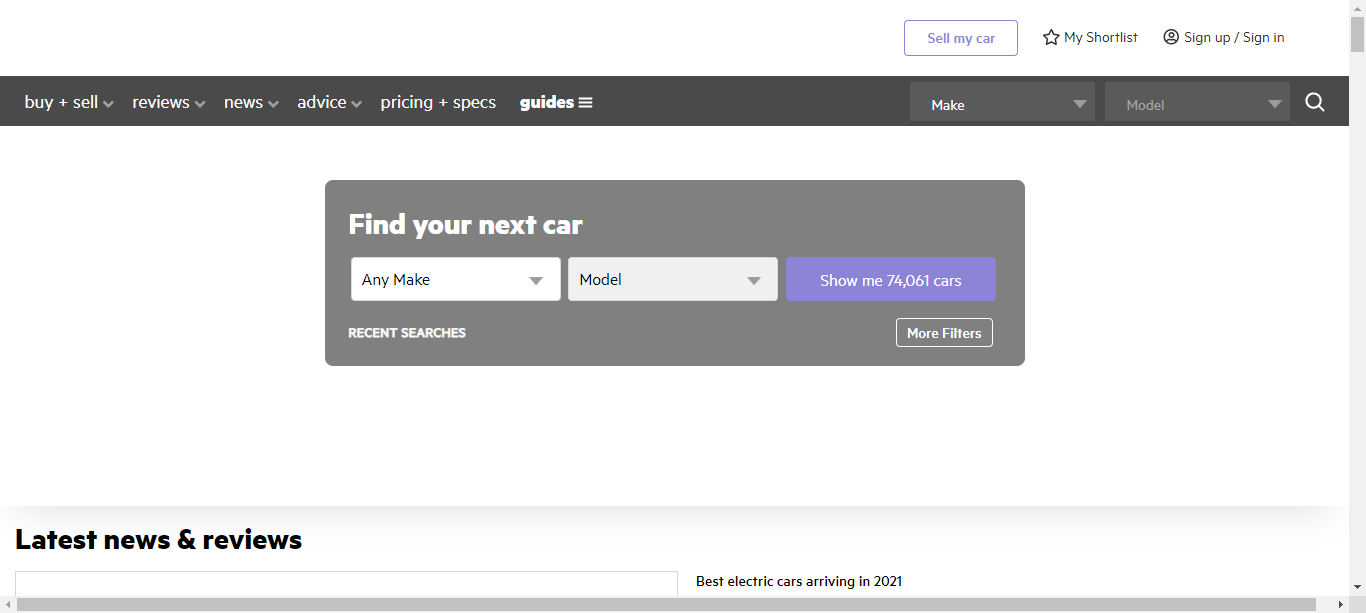 Sell my car
My Shortlist
Sign up / Sign in
buy + sell
reviews
news
advice
pricing + specs
guides
Make
Model
Find your next car
Any Make
Model
Show me 74,061 cars
RECENT SEARCHES
More Filters
Latest news & reviews
Best electric cars arriving in 2021